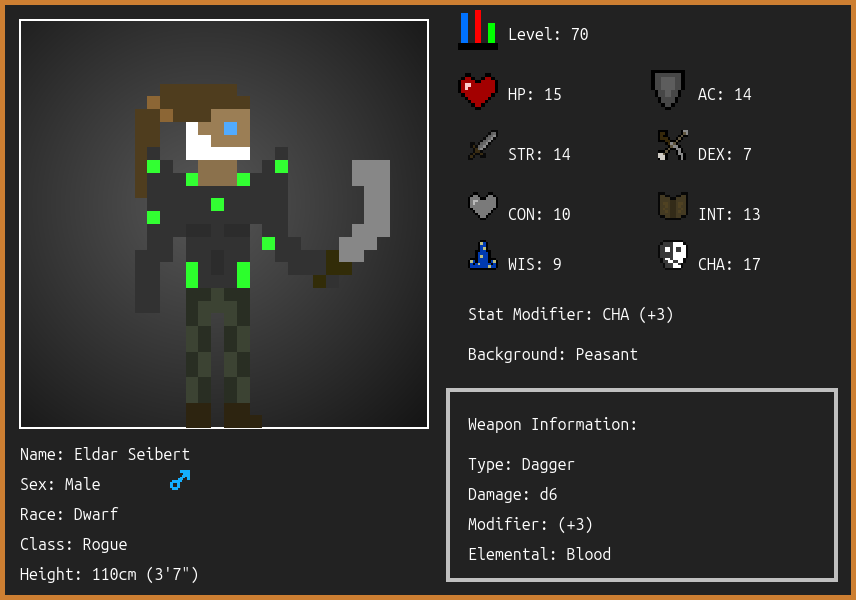 Level: 70
HP: 15
AC: 14
STR: 14
DEX: 7
CON: 10
INT: 13
WIS: 9
CHA: 17
Stat Modifier: CHA (+3)
Background: Peasant
Weapon Information:
Type: Dagger
Damage: d6
Modifier: (+3)
Elemental: Blood
Name: Eldar Seibert
Sex: Male
Race: Dwarf
Class: Rogue
Height: 110cm (3'7")